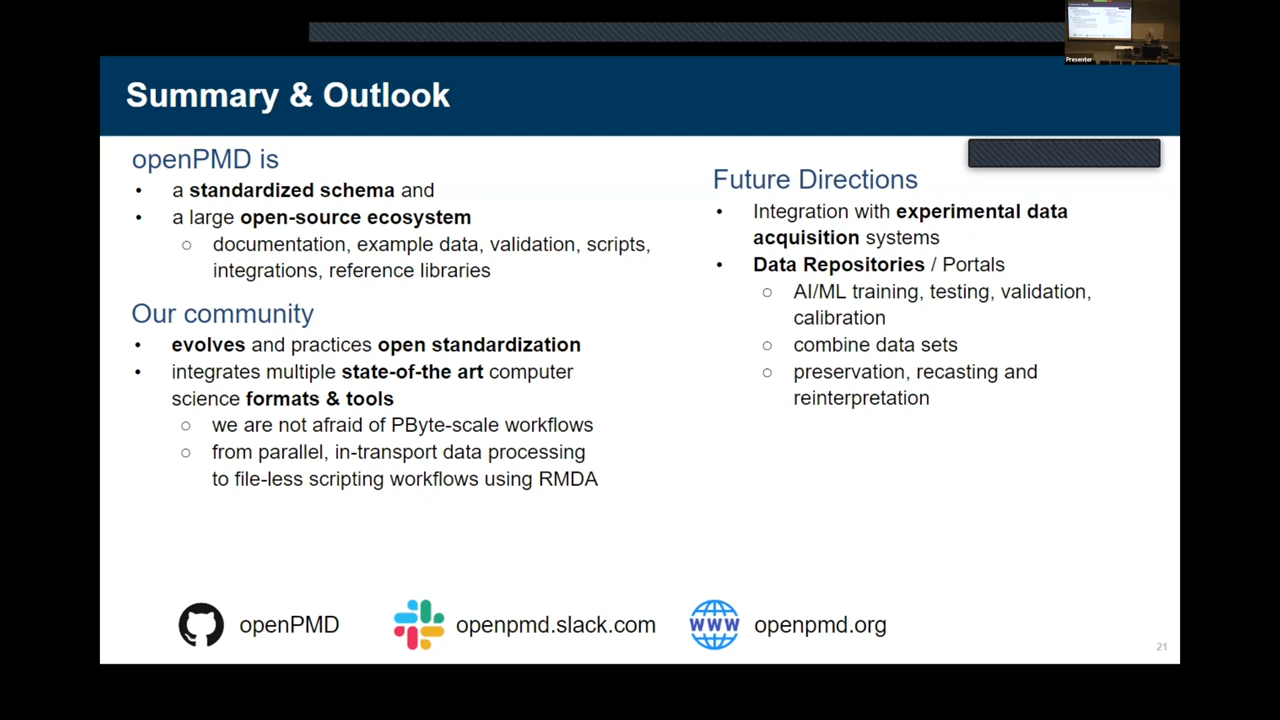 Presenter
Summary & Outlook
openPMD is
• a standardized schema and
• a large open-source ecosystem
○ documentation, example data, validation, scripts,
integrations, reference libraries
Our community
• evolves and practices open standardization
• integrates multiple state-of-the art computer
science formats & tools
○ we are not afraid of PByte-scale workflows
○ from parallel, in-transport data processing
to file-less scripting workflows using RMDA
Future Directions
• Integration with experimental data
acquisition systems
• Data Repositories / Portals
○ AI/ML training, testing, validation,
calibration
○ combine data sets
○ preservation, recasting and
reinterpretation
openPMD
openpmd.slack.com
WWW
openpmd.org
21